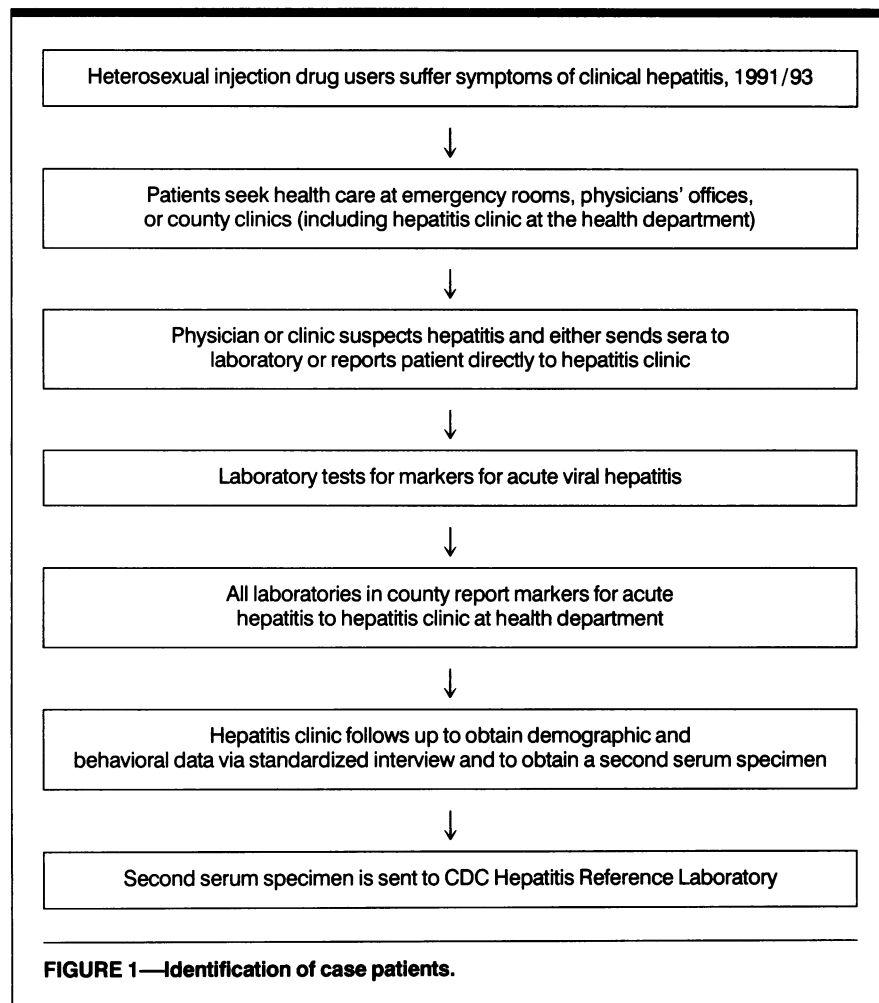 Heterosexual injection drug users suffer symptoms of clinical hepatitis, 1991/93
↓
Patients seek health care at emergency rooms, physicians' offices,
or county clinics (including hepatitis clinic at the health department)
↓
Physician or clinic suspects hepatitis and either sends sera to
laboratory or reports patient directly to hepatitis clinic
↓
Laboratory tests for markers for acute viral hepatitis
↓
All laboratories in county report markers for acute
hepatitis to hepatitis clinic at health department
↓
Hepatitis clinic follows up to obtain demographic and
behavioral data via standardized interview and to obtain a second serum specimen
↓
Second serum specimen is sent to CDC Hepatitis Reference Laboratory
FIGURE 1—Identification of case patients.